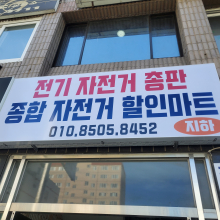 전기 자전거 총판
종합 자전거 할인마트
010.8505.8452
지하